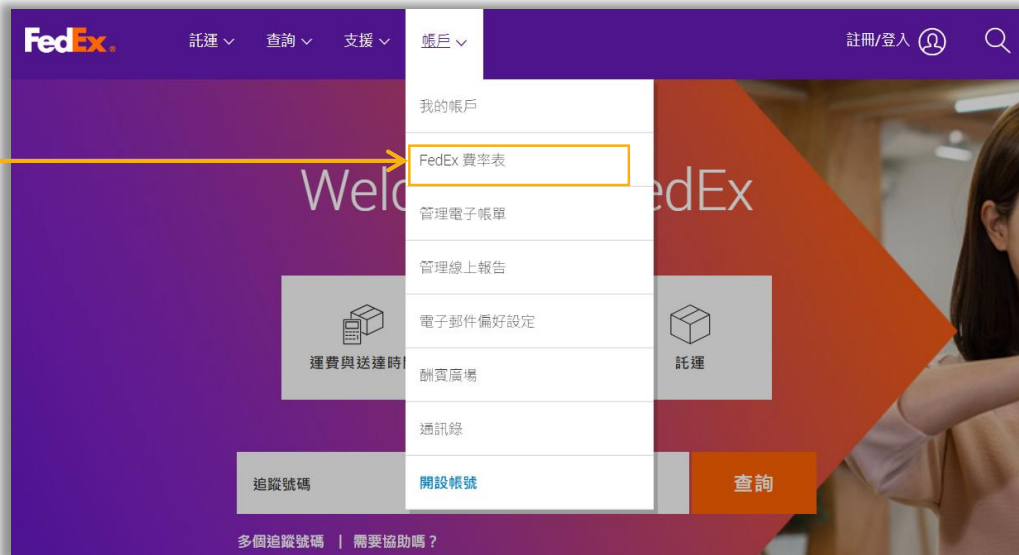 FedEx®
託運 查詢 支援 帳戶 註冊/登入
我的帳戶
FedEx 費率表
Welc edEx
管理電子帳單
管理線上報告
電子郵件偏好設定
運費與送達時 託運
酬賓廣場
通訊錄
追蹤號碼 開設帳號 查詢
多個追蹤號碼 | 需要協助嗎？